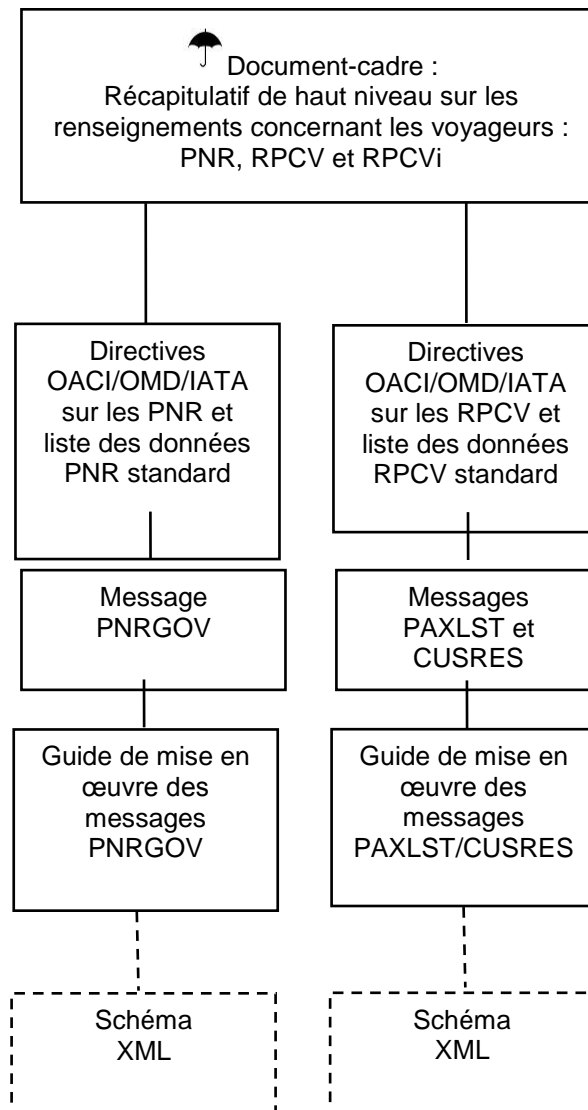 Document-cadre :
Récapitulatif de haut niveau sur les
renseignements concernant les voyageurs :
PNR, RPCV et RPCVi
Directives
OACI/OMD/IATA
sur les PNR et
liste des données
PNR standard
Directives
OACI/OMD/IATA
sur les RPCV et
liste des données
RPCV standard
Message
PNRGOV
Messages
PAXLST et
CUSRES
Guide de mise en
œuvre des
messages
PNRGOV
Guide de mise en
œuvre des
messages
PAXLST/CUSRES
Schéma
XML
Schéma
XML